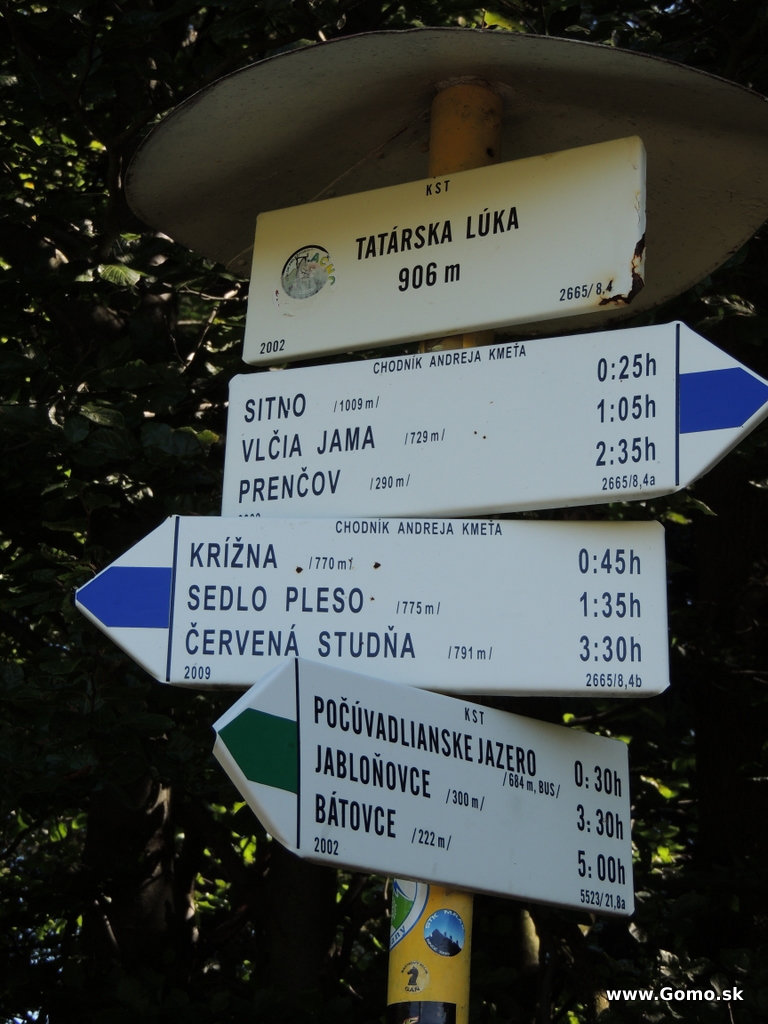 KST
TATÁRSKA LÚKA
906 m
2002 2665/8,4
CHODNÍK ANDREJA KMEŤA
SITNO /1009 m/ 0:25h
VLČIA JAMA /729 m/ 1:05h
PRENČOV /290 m/ 2:35h
2665/8,4a
CHODNÍK ANDREJA KMEŤA
KRÍŽNA /770 m/ 0:45h
SEDLO PLESO /775 m/ 1:35h
ČERVENÁ STUDŇA /791 m/ 3:30h
2009 2665/8,4b
KST
POČÚVADLIANSKE JAZERO /684 m, BUS/ 0:30h
JABLOŇOVCE /300 m/ 3:30h
BÁTOVCE /222 m/ 5:00h
2002 5523/21,8a
www.Gomo.sk